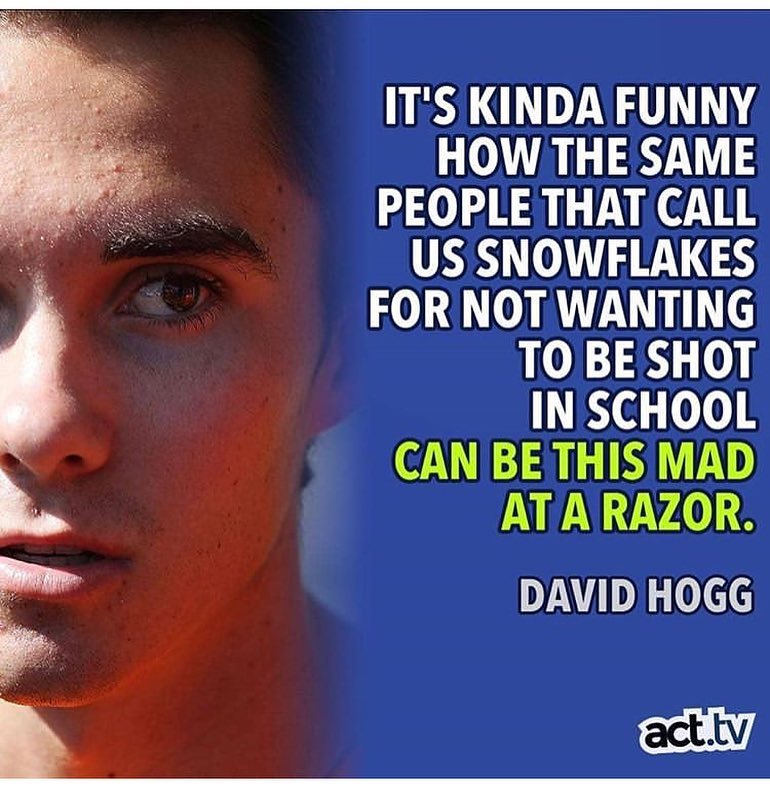 IT'S KINDA FUNNY
HOW THE SAME
PEOPLE THAT CALL
US SNOWFLAKES
FOR NOT WANTING
TO BE SHOT
IN SCHOOL
CAN BE THIS MAD
AT A RAZOR.
DAVID HOGG
act.tv